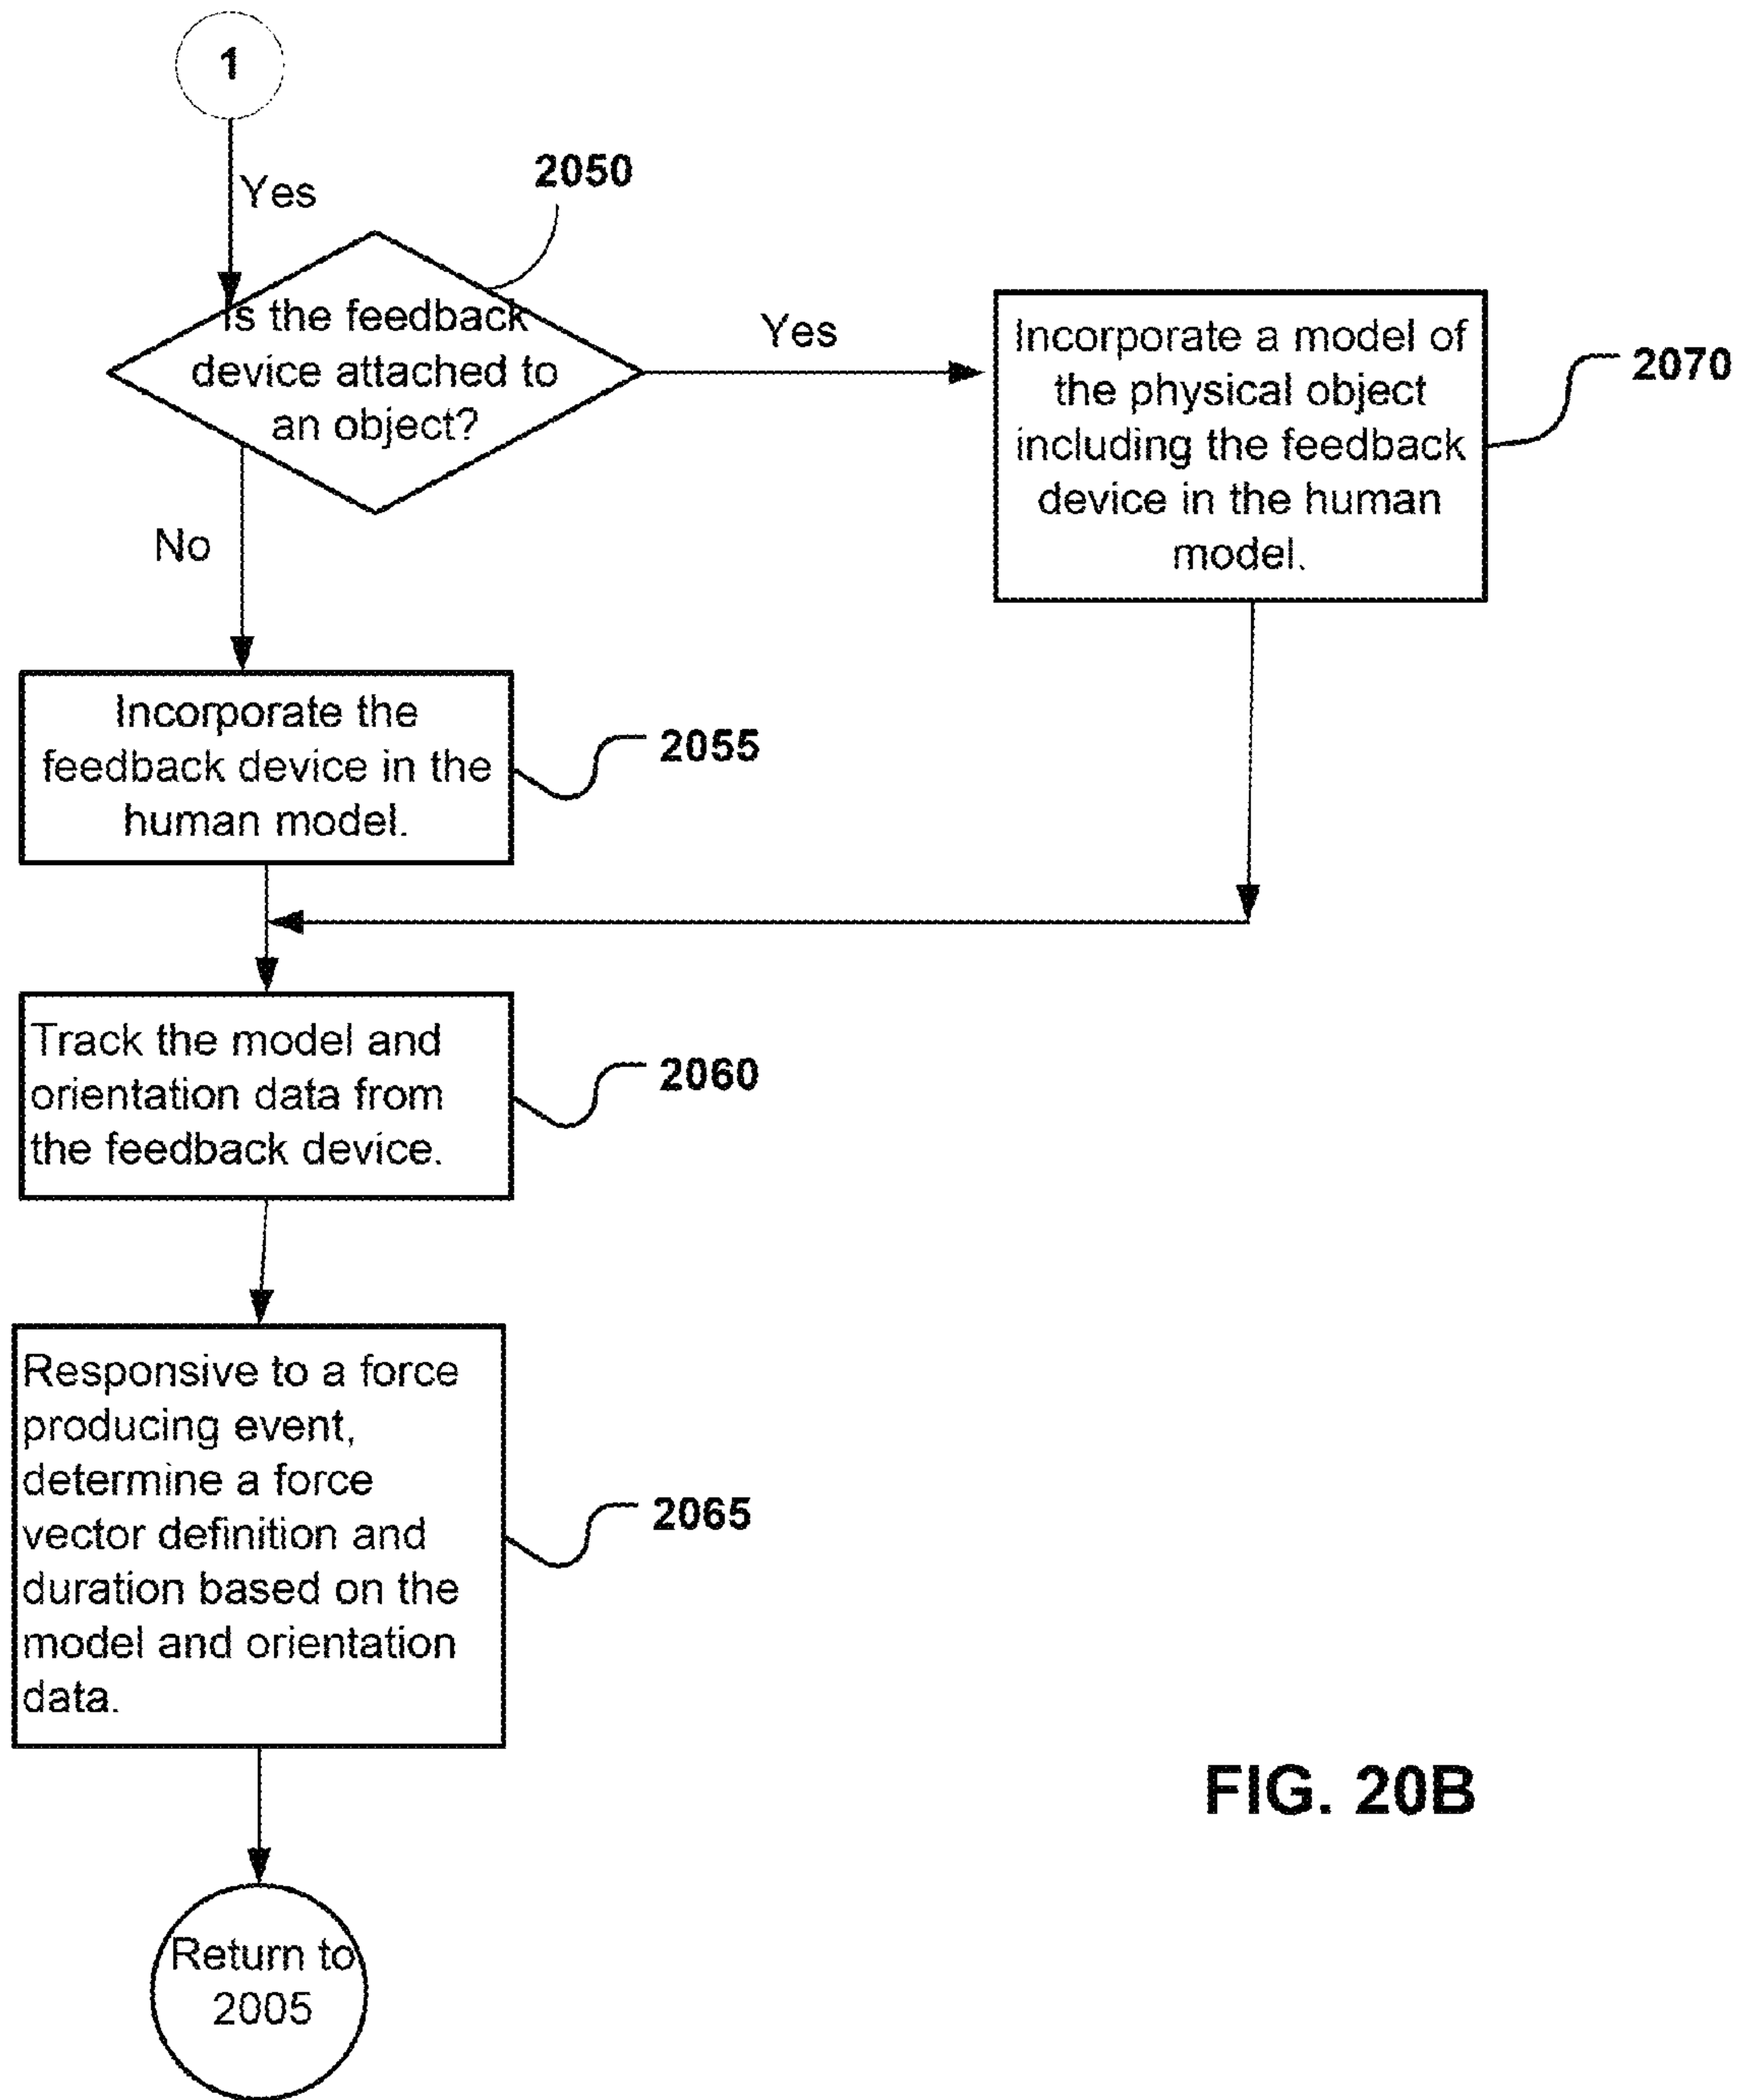 1
Yes
2050
Is the feedback
device attached to
an object?
Yes
Incorporate a model of
the physical object
including the feedback
device in the human
model.
2070
No
Incorporate the
feedback device in the
human model.
2055
Track the model and
orientation data from
the feedback device.
2060
Responsive to a force
producing event,
determine a force
vector definition and
duration based on the
model and orientation
data.
2065
FIG. 20B
Return to
2005